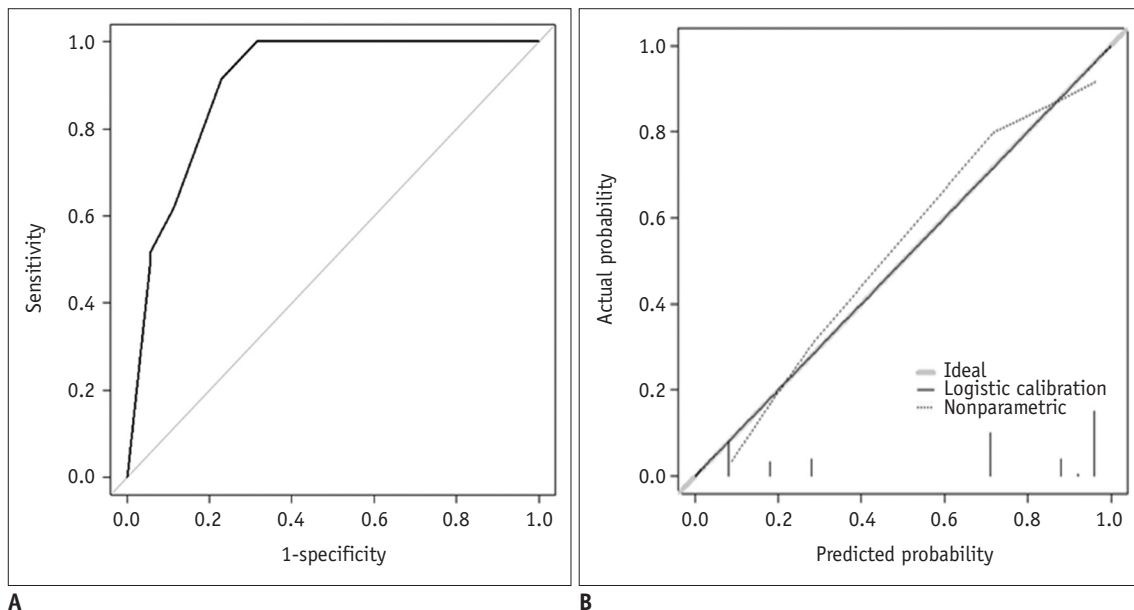 1.0
0.8
0.6
0.4
0.2
0.0
Sensitivity
0.0 0.2 0.4 0.6 0.8 1.0
1-specificity
A
1.0
0.8
0.6
0.4
0.2
0.0
Actual probability
Ideal
Logistic calibration
Nonparametric
0.0 0.2 0.4 0.6 0.8 1.0
Predicted probability
B